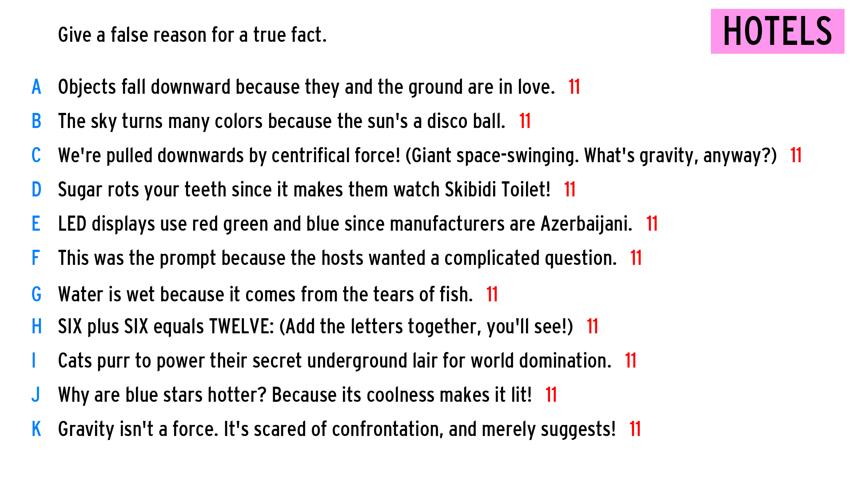 Give a false reason for a true fact.
HOTELS
A Objects fall downward because they and the ground are in love. 11
B The sky turns many colors because the sun's a disco ball. 11
C We're pulled downwards by centrifical force! (Giant space-swinging. What's gravity, anyway?) 11
D Sugar rots your teeth since it makes them watch Skibidi Toilet! 11
E LED displays use red green and blue since manufacturers are Azerbaijani. 11
F This was the prompt because the hosts wanted a complicated question. 11
G Water is wet because it comes from the tears of fish. 11
H SIX plus SIX equals TWELVE: (Add the letters together, you'll see!) 11
I Cats purr to power their secret underground lair for world domination. 11
J Why are blue stars hotter? Because its coolness makes it lit! 11
K Gravity isn't a force. It's scared of confrontation, and merely suggests! 11